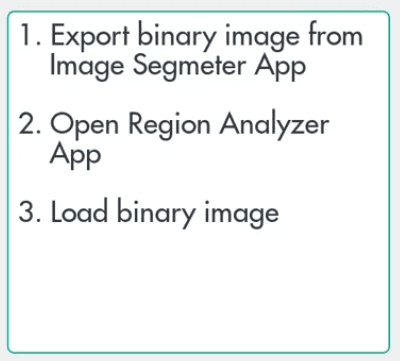 1. Export binary image from
Image Segmeter App
2. Open Region Analyzer
App
3. Load binary image